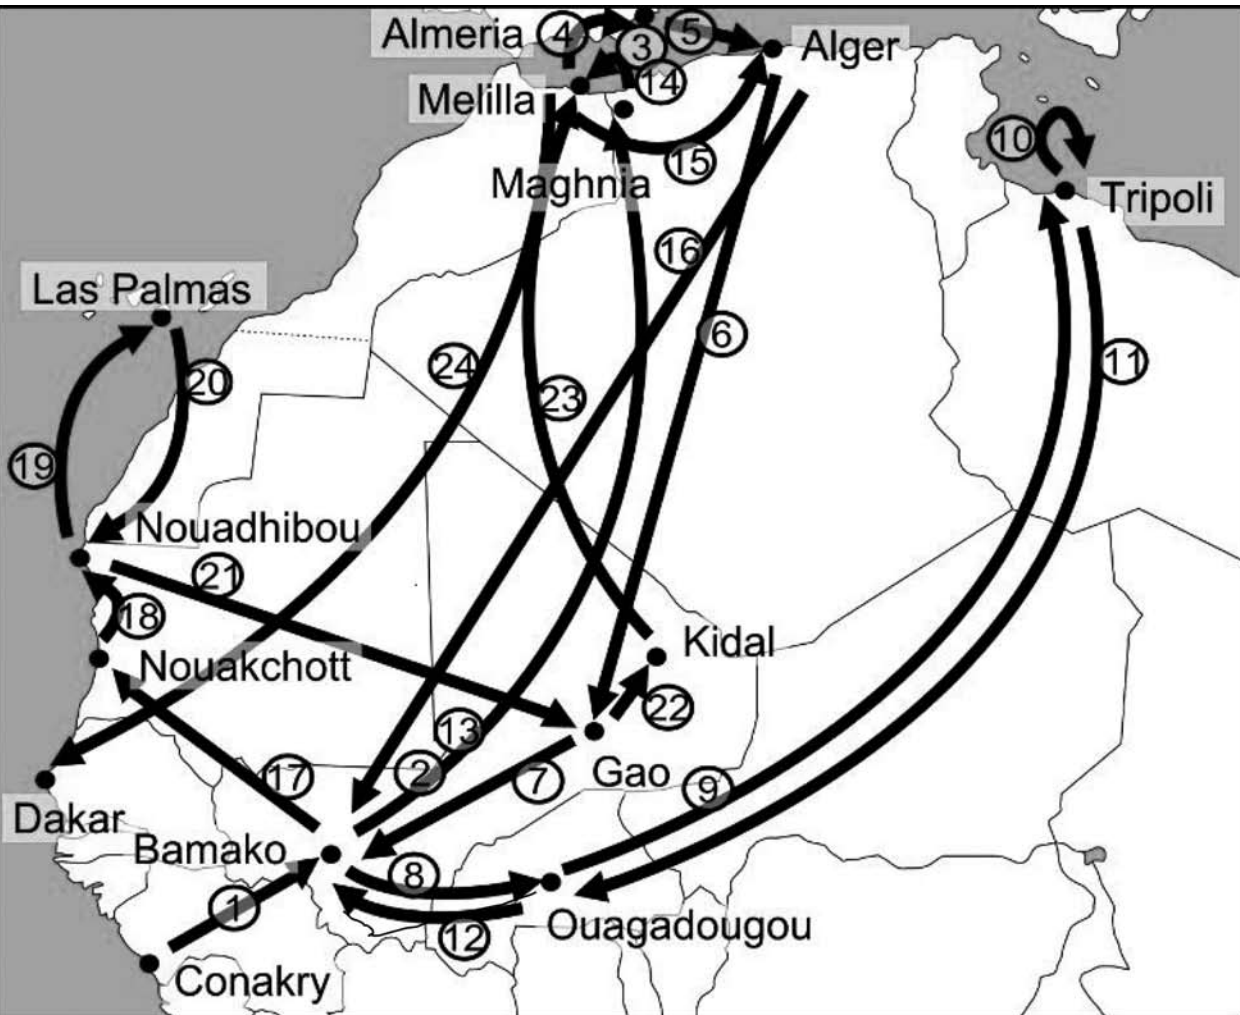 Almeria
4
5
3
Alger
14
Melilla
10
15
Maghnia
Tripoli
16
Las Palmas
6
11
24
20
23
19
Nouadhibou
21
18
Kidal
Nouakchott
22
13
2
17
7
Gao
9
Dakar
Bamako
8
1
Ouagadougou
12
Conakry